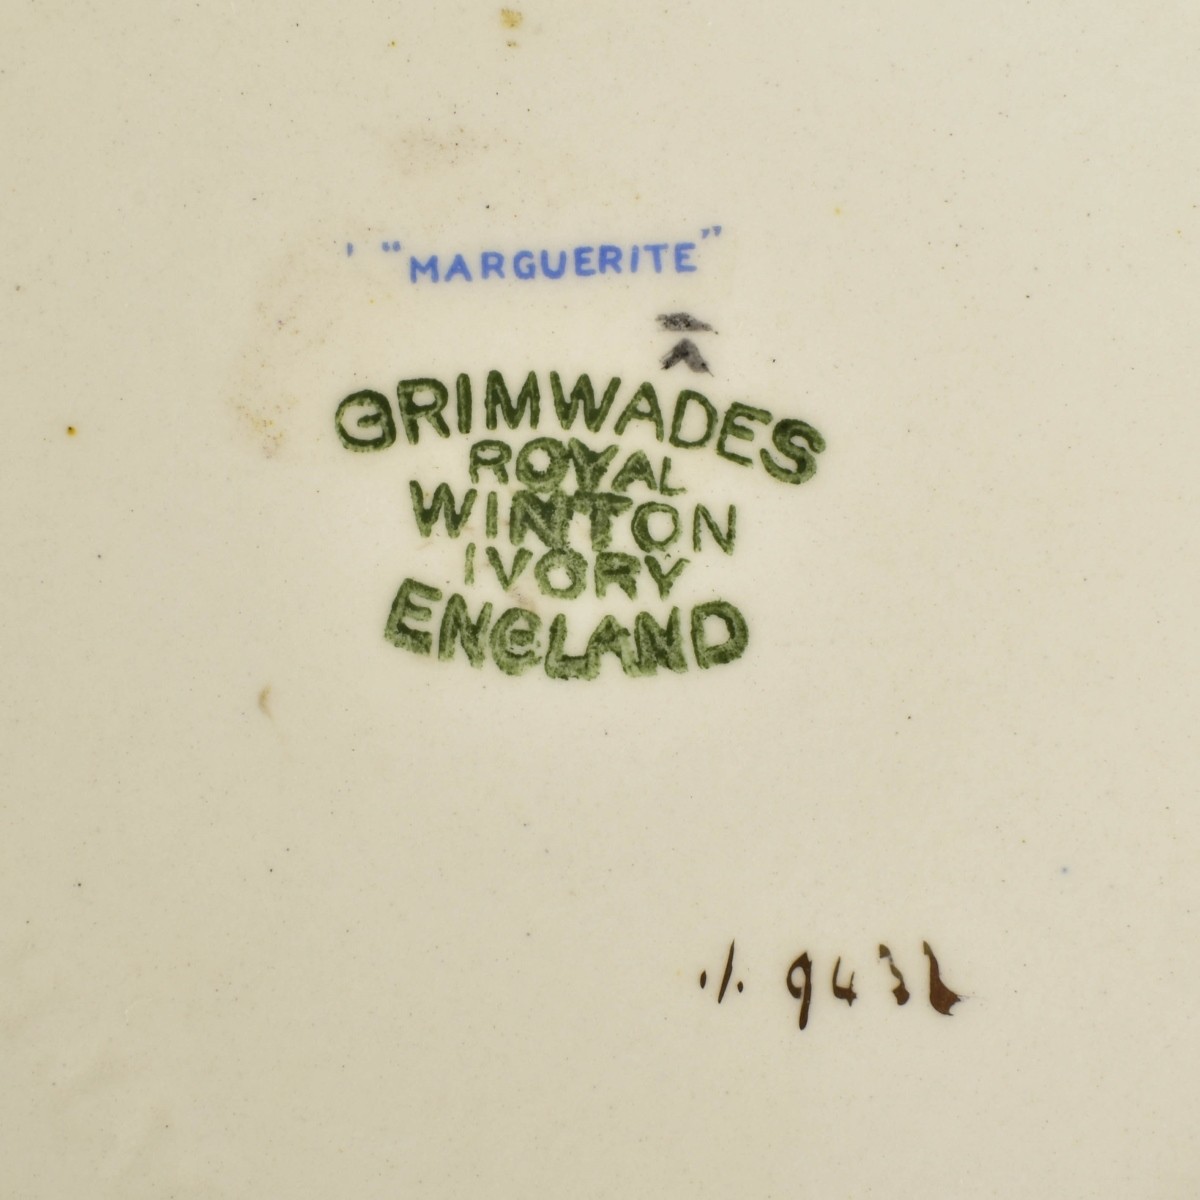 "MARGUERITE"
GRIMWADES
ROYAL
WINTON
IVORY
ENGLAND
9432